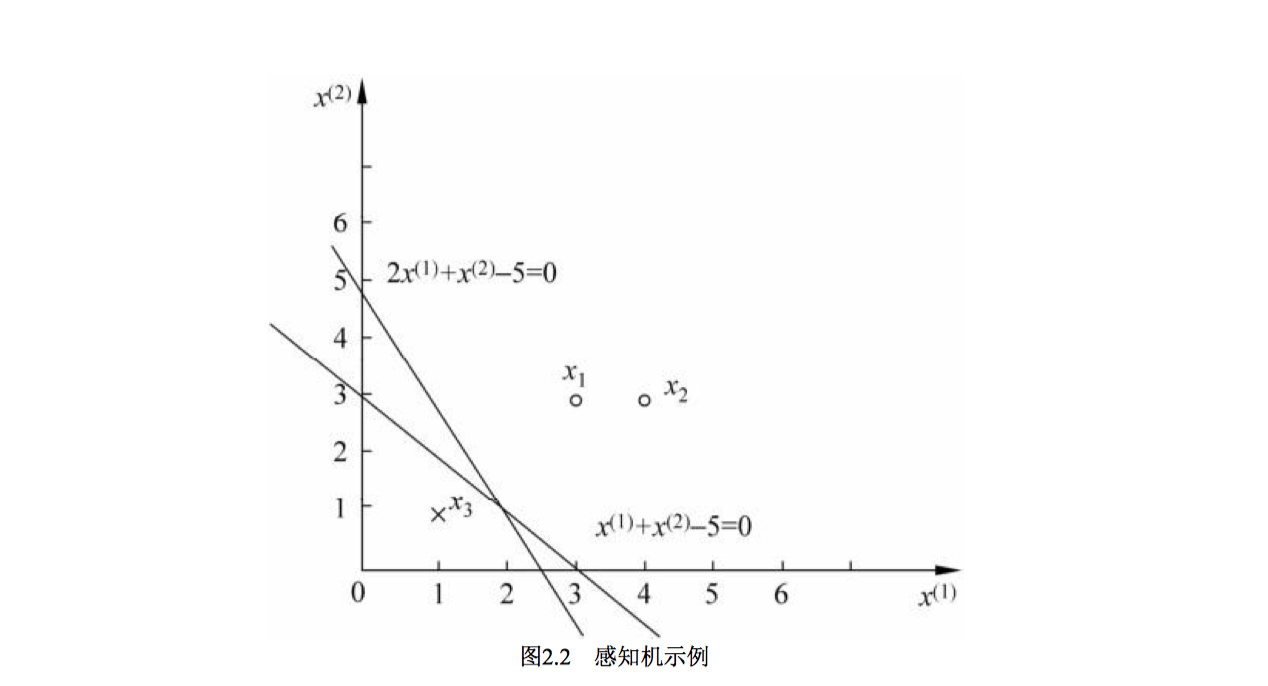 x(2)
6
5
2x(1)+x(2)–5=0
4
x1
3
x2
2
1
x3
x(1)+x(2)–5=0
0 1 2 3 4 5 6 x(1)
图2.2 感知机示例